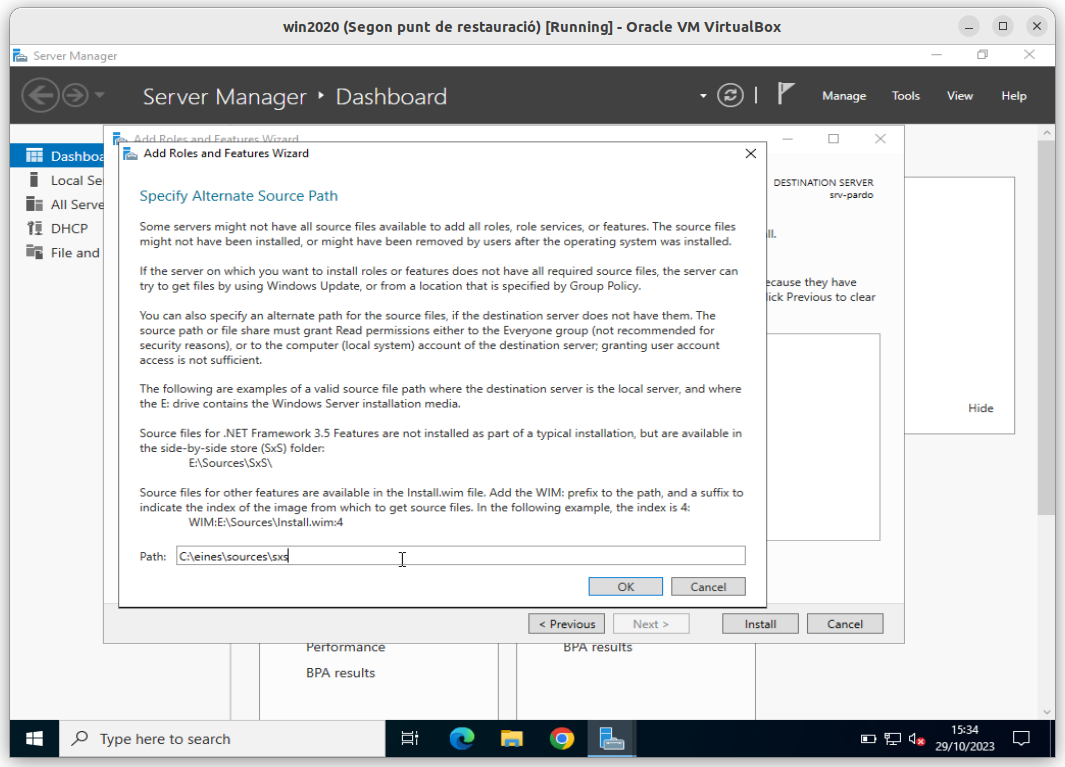 win2020 (Segon punt de restauració) [Running] - Oracle VM VirtualBox
Server Manager
Server Manager ‣ Dashboard
Manage Tools View Help
Add Roles and Features Wizard
Add Roles and Features Wizard
Dashboa
Local Se
All Serve
DHCP
File and
DESTINATION SERVER
srv-pardo
Specify Alternate Source Path
Some servers might not have all source files available to add all roles, role services, or features. The source files
might not have been installed, or might have been removed by users after the operating system was installed.
ll.
If the server on which you want to install roles or features does not have all required source files, the server can
try to get files by using Windows Update, or from a location that is specified by Group Policy.
ecause they have
lick Previous to clear
You can also specify an alternate path for the source files, if the destination server does not have them. The
source path or file share must grant Read permissions either to the Everyone group (not recommended for
security reasons), or to the computer (local system) account of the destination server; granting user account
access is not sufficient.
The following are examples of a valid source file path where the destination server is the local server, and where
the E: drive contains the Windows Server installation media.
Hide
Source files for .NET Framework 3.5 Features are not installed as part of a typical installation, but are available in
the side-by-side store (SxS) folder:
E:\Sources\SxS\
Source files for other features are available in the Install.wim file. Add the WIM: prefix to the path, and a suffix to
indicate the index of the image from which to get source files. In the following example, the index is 4:
WIM:E:\Sources\Install.wim:4
Path: C:\eines\sources\sxs
OK Cancel
< Previous Next > Install Cancel
Performance
BPA results
BPA results
Type here to search
15:34
29/10/2023